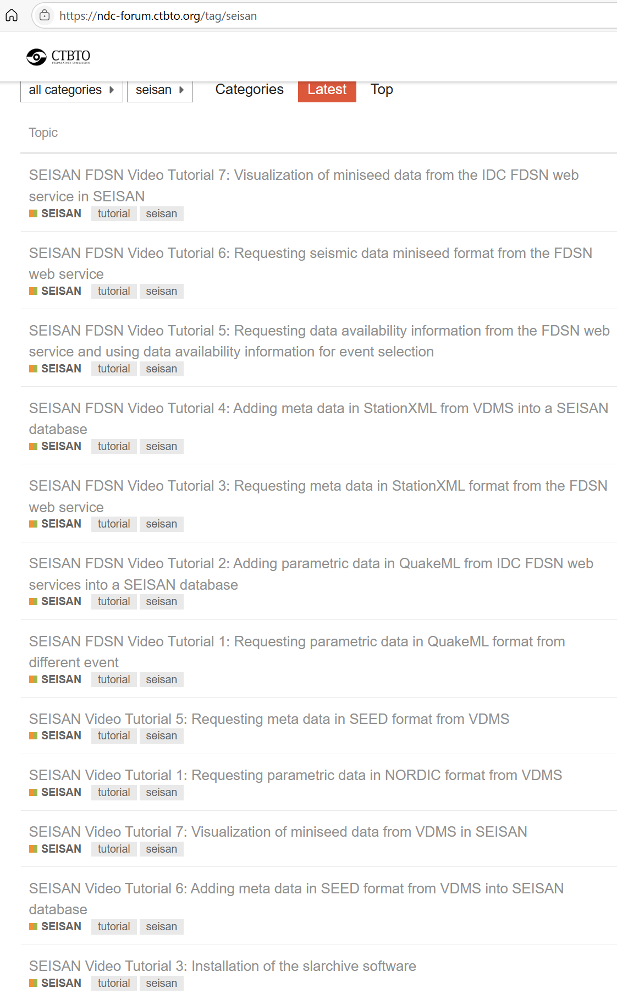 https://ndc-forum.ctbto.org/tag/seisan
CTBTO
PREPARATORY COMMISSION
all categories seisan Categories Latest Top
Topic
SEISAN FDSN Video Tutorial 7: Visualization of miniseed data from the IDC FDSN web
service in SEISAN
SEISAN tutorial seisan
SEISAN FDSN Video Tutorial 6: Requesting seismic data miniseed format from the FDSN
web service
SEISAN tutorial seisan
SEISAN FDSN Video Tutorial 5: Requesting data availability information from the FDSN web
service and using data availability information for event selection
SEISAN tutorial seisan
SEISAN FDSN Video Tutorial 4: Adding meta data in StationXML from VDMS into a SEISAN
database
SEISAN tutorial seisan
SEISAN FDSN Video Tutorial 3: Requesting meta data in StationXML format from the FDSN
web service
SEISAN tutorial seisan
SEISAN FDSN Video Tutorial 2: Adding parametric data in QuakeML from IDC FDSN web
services into a SEISAN database
SEISAN tutorial seisan
SEISAN FDSN Video Tutorial 1: Requesting parametric data in QuakeML format from
different event
SEISAN tutorial seisan
SEISAN Video Tutorial 5: Requesting meta data in SEED format from VDMS
SEISAN tutorial seisan
SEISAN Video Tutorial 1: Requesting parametric data in NORDIC format from VDMS
SEISAN tutorial seisan
SEISAN Video Tutorial 7: Visualization of miniseed data from VDMS in SEISAN
SEISAN tutorial seisan
SEISAN Video Tutorial 6: Adding meta data in SEED format from VDMS into SEISAN
database
SEISAN tutorial seisan
SEISAN Video Tutorial 3: Installation of the slarchive software
SEISAN tutorial seisan